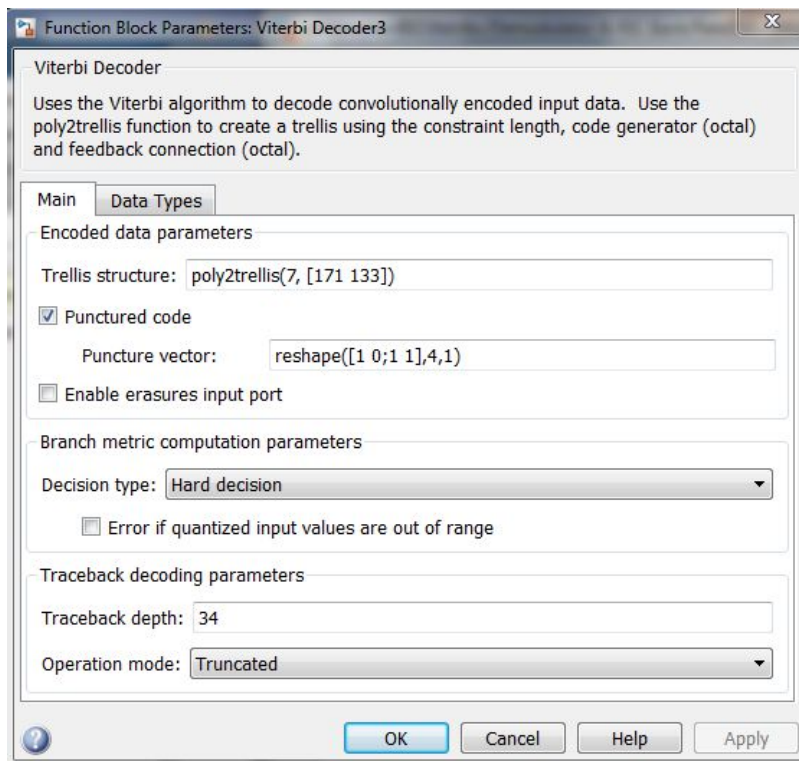 Function Block Parameters: Viterbi Decoder3
Viterbi Decoder
Uses the Viterbi algorithm to decode convolutionally encoded input data. Use the
poly2trellis function to create a trellis using the constraint length, code generator (octal)
and feedback connection (octal).
Main Data Types
Encoded data parameters
Trellis structure: poly2trellis(7, [171 133])
Punctured code
Puncture vector: reshape([1 0;1 1],4,1)
Enable erasures input port
Branch metric computation parameters
Decision type: Hard decision
Error if quantized input values are out of range
Traceback decoding parameters
Traceback depth: 34
Operation mode: Truncated
OK Cancel Help Apply